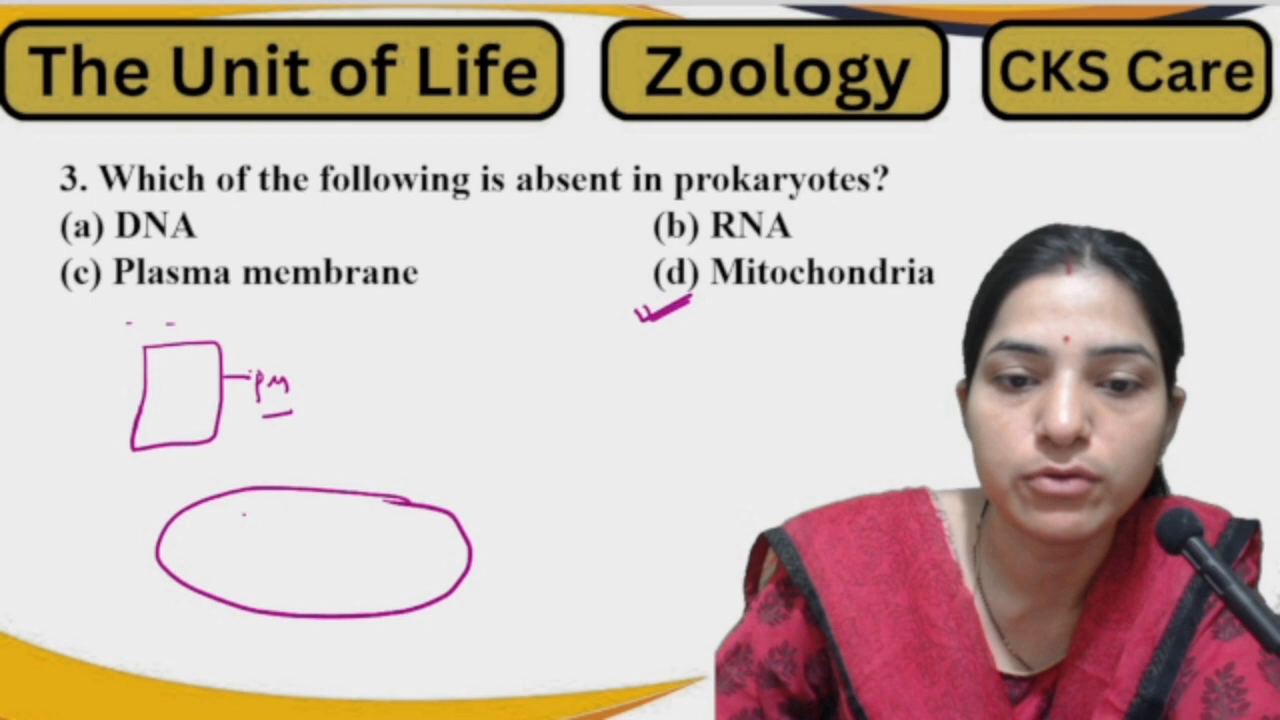 The Unit of Life
Zoology
CKS Care
3. Which of the following is absent in prokaryotes?
(a) DNA
(b) RNA
(c) Plasma membrane
(d) Mitochondria
PM